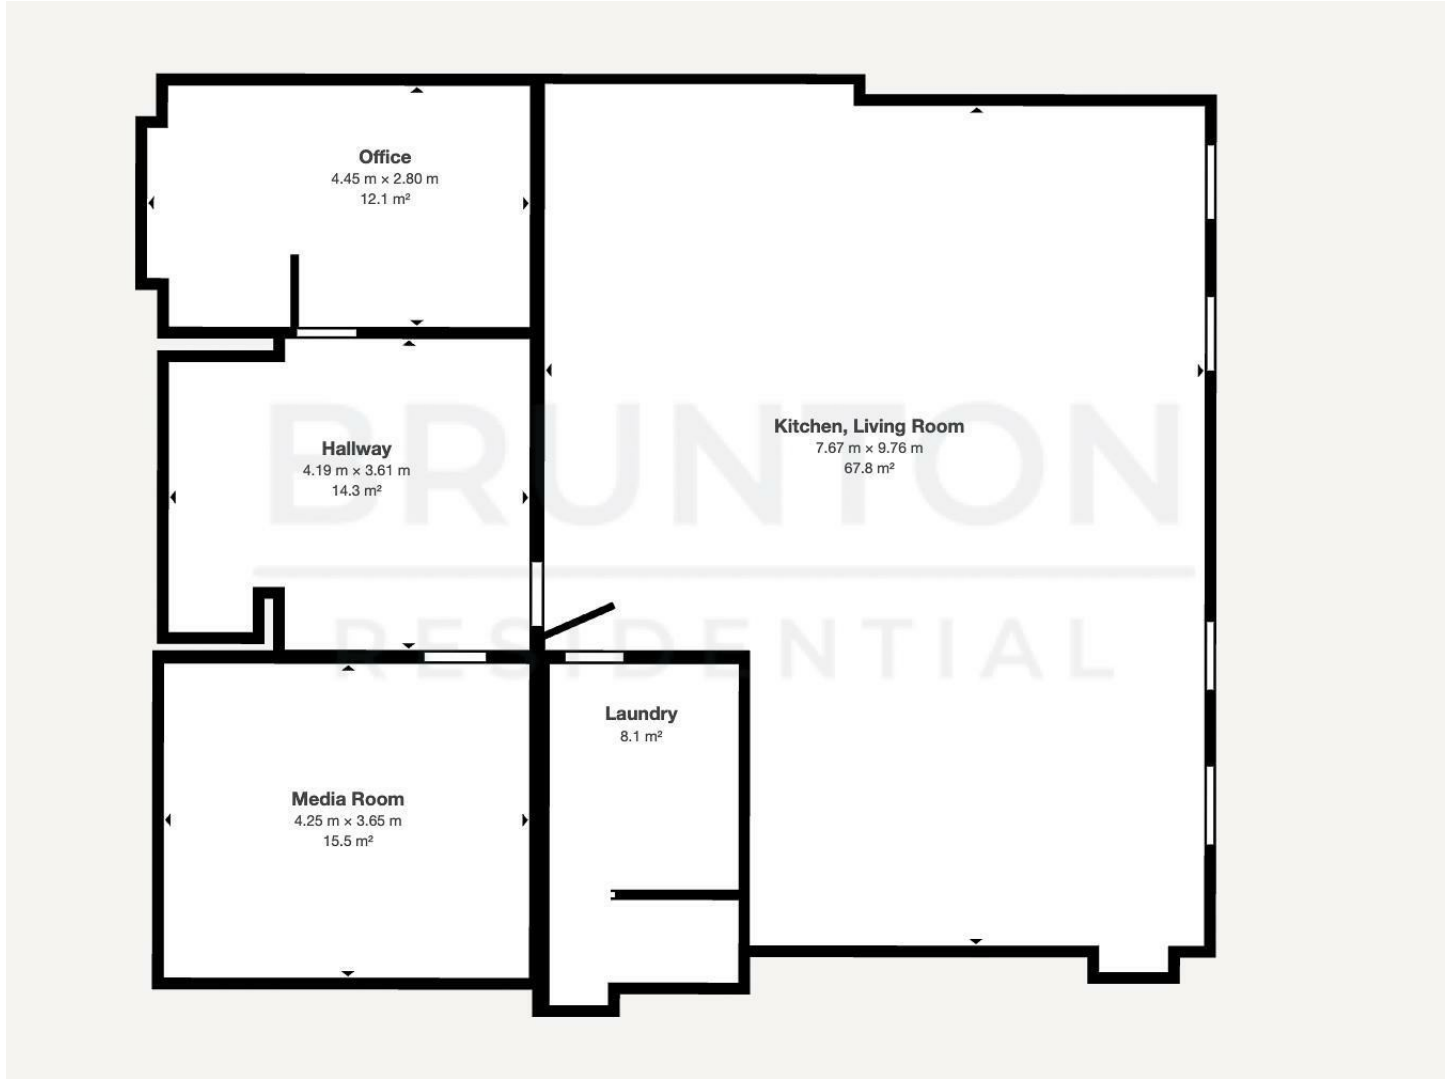 Office
4.45 m × 2.80 m
12.1 m²
Hallway
4.19 m × 3.61 m
14.3 m²
Kitchen, Living Room
7.67 m × 9.76 m
67.8 m²
BRUNTON
RESIDENTIAL
Laundry
8.1 m²
Media Room
4.25 m × 3.65 m
15.5 m²